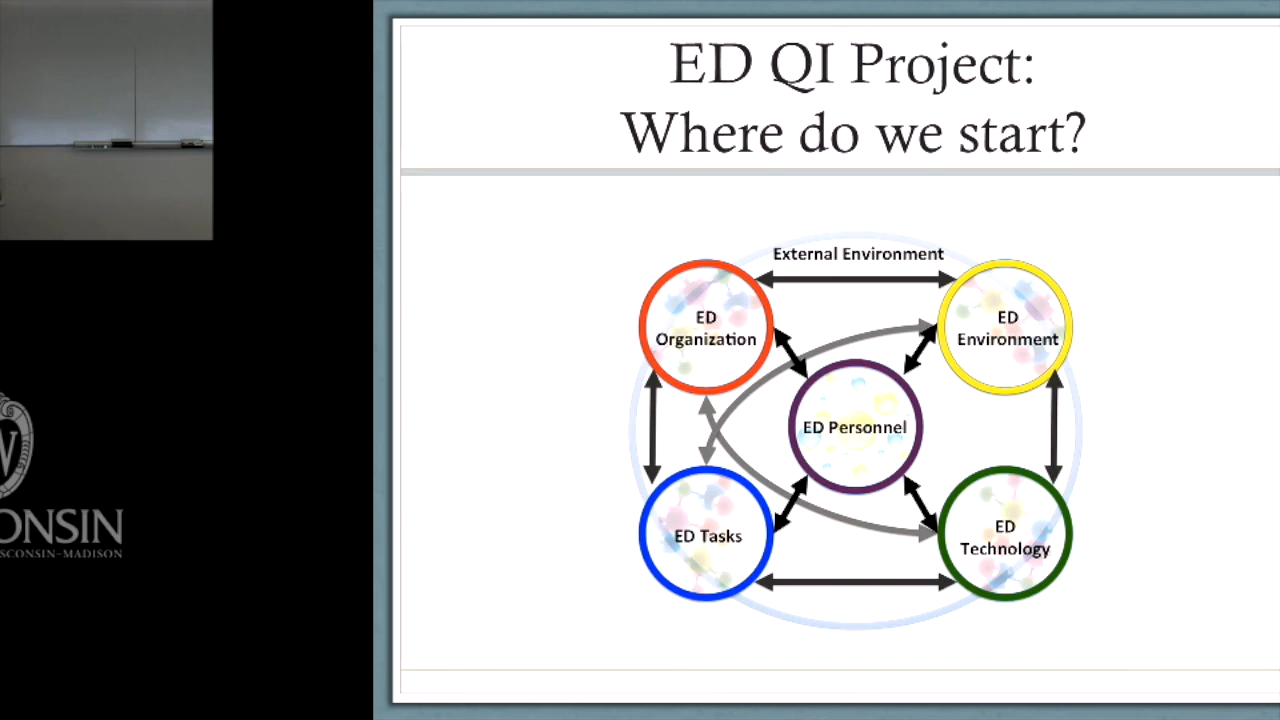 ED QI Project:
Where do we start?
External Environment
ED
Organization
ED
Environment
ED Personnel
ED Tasks
ED
Technology
W
ONSIN
SCONSIN–MADISON